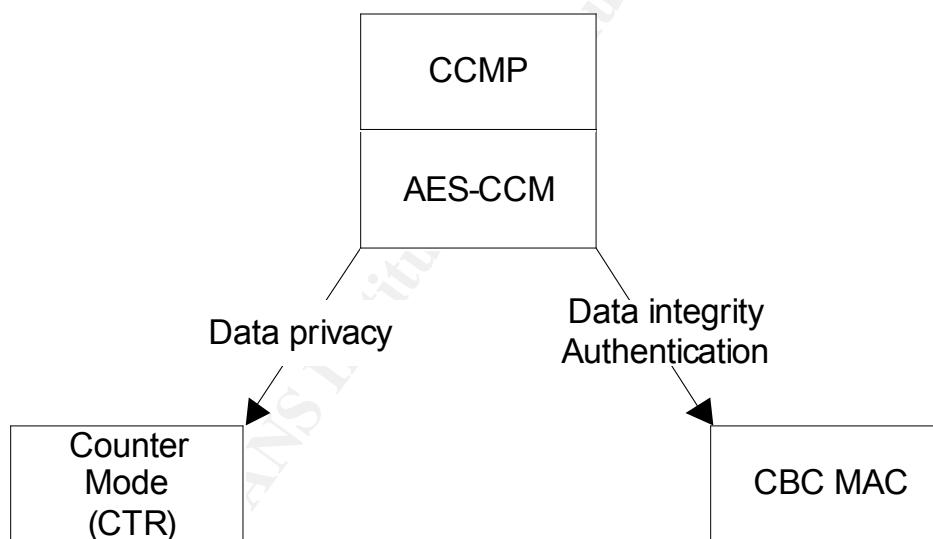 CCMP
AES-CCM
Data privacy
Data integrity
Authentication
Counter
Mode
(CTR)
CBC MAC